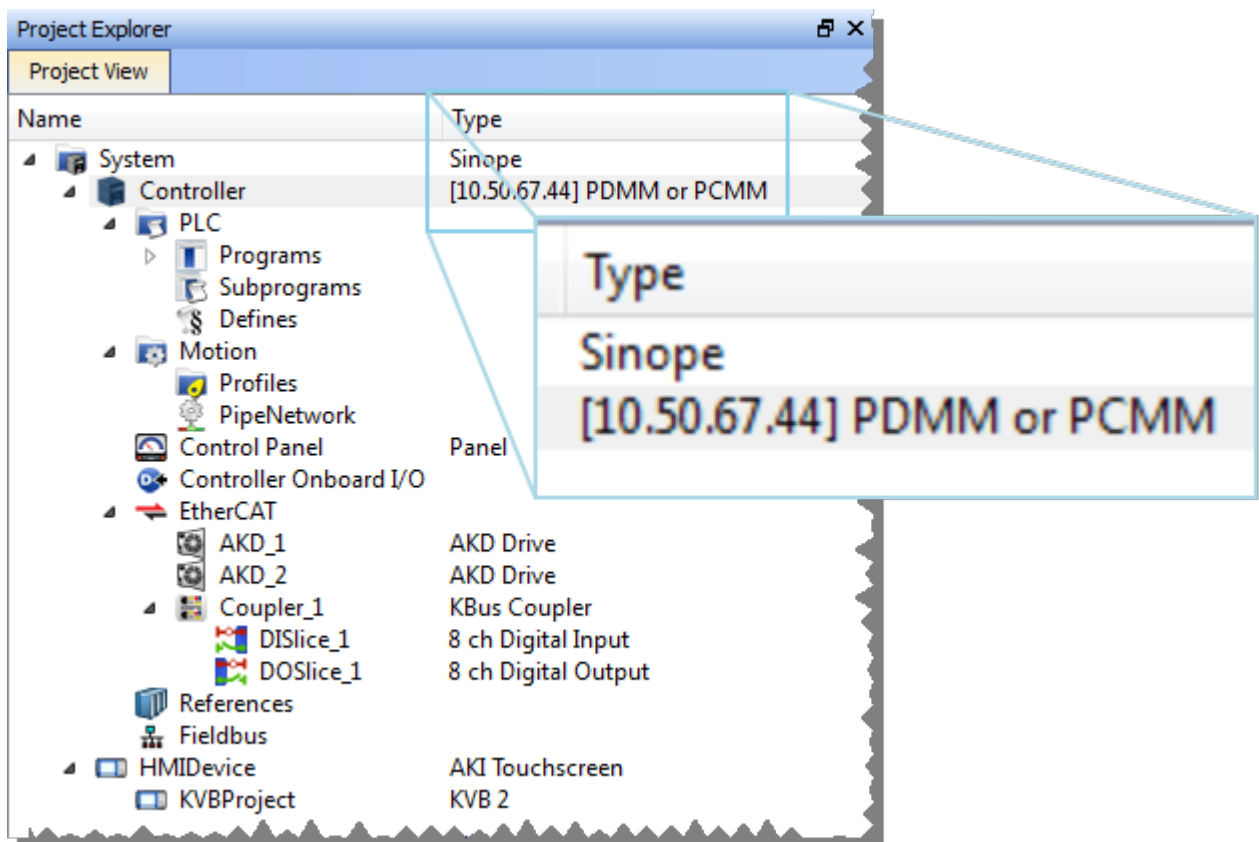 Project Explorer
Project View
Name Type
System Sinope
Controller [10.50.67.44] PDMM or PCMM
PLC
Programs
Subprograms
Defines
Motion
Profiles
PipeNetwork
Control Panel Panel
Controller Onboard I/O
EtherCAT
AKD_1 AKD Drive
AKD_2 AKD Drive
Coupler_1 KBus Coupler
DISlice_1 8 ch Digital Input
DOSlice_1 8 ch Digital Output
References
Fieldbus
HMIDevice AKI Touchscreen
KVBProject KVB 2
Type
Sinope
[10.50.67.44] PDMM or PCMM